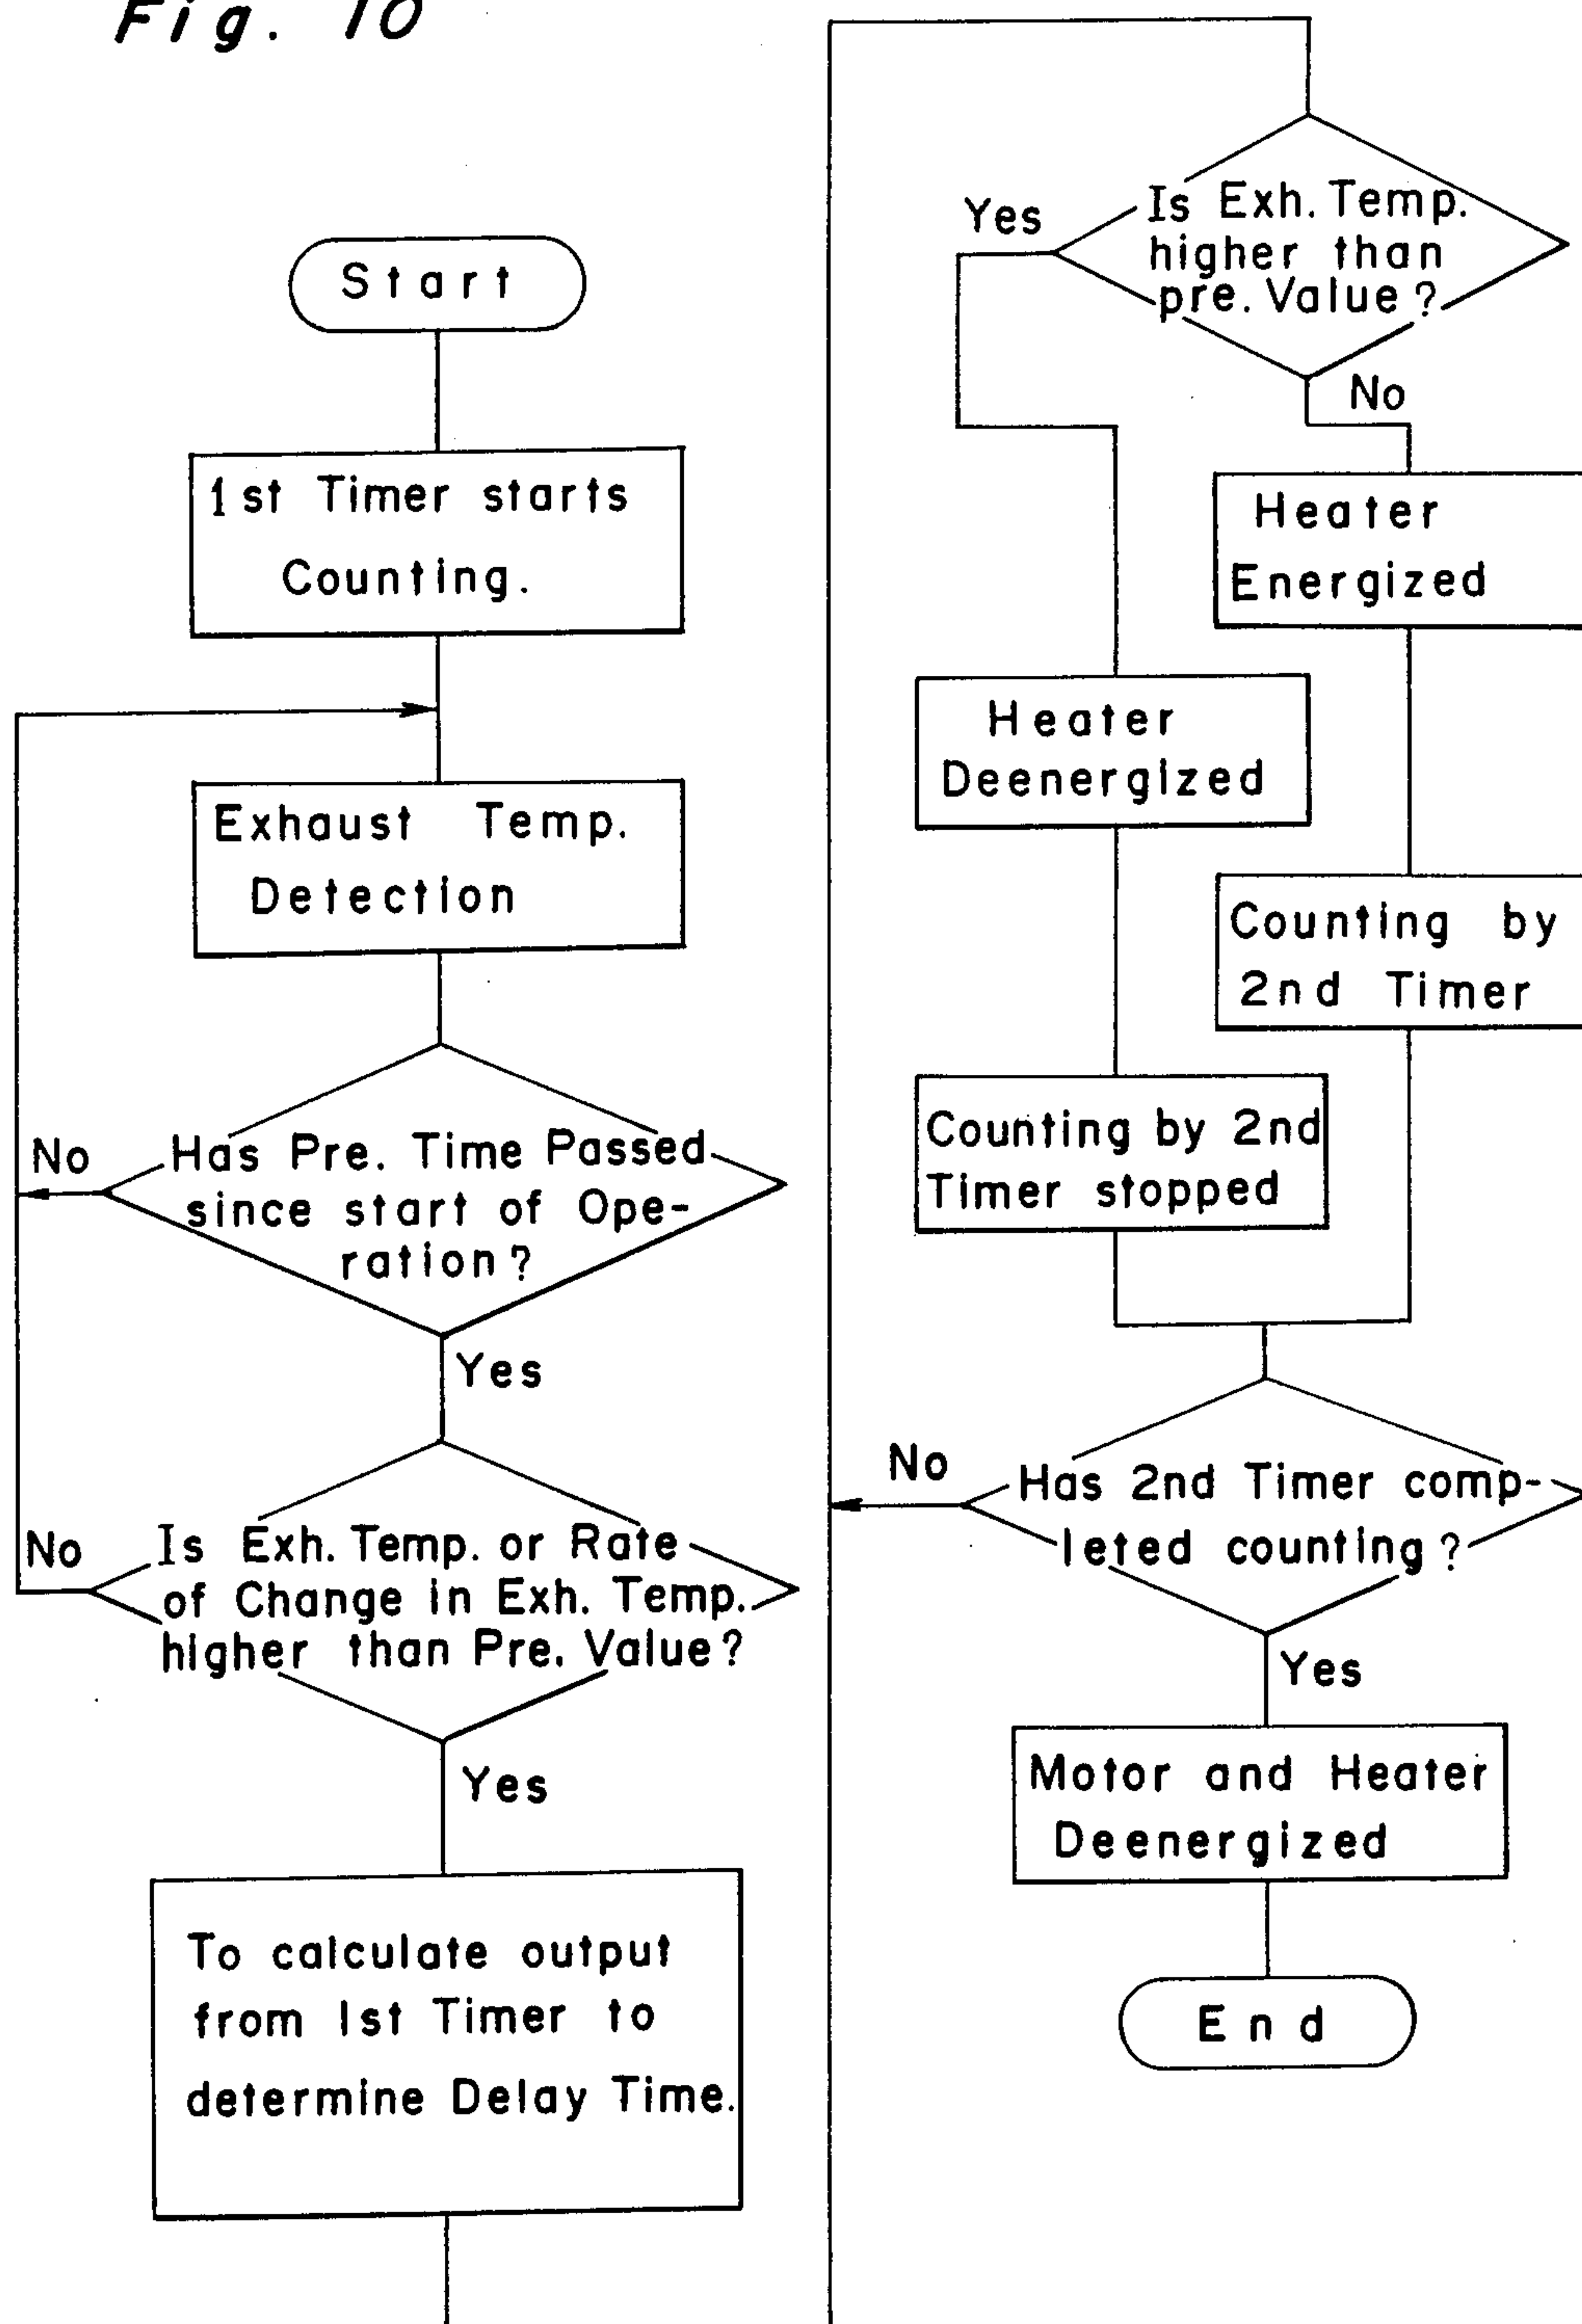 Fig. 10
Start
1st Timer starts
Counting.
Exhaust Temp.
Detection
No
Has Pre. Time Passed
since start of Ope-
ration?
Yes
No
Is Exh. Temp. or Rate
of Change in Exh. Temp.
higher than Pre. Value?
Yes
To calculate output
from 1st Timer to
determine Delay Time.
Yes
Is Exh. Temp.
higher than
pre. Value?
No
Heater
Energized
Heater
Deenergized
Counting by
2nd Timer
Counting by 2nd
Timer stopped
No
Has 2nd Timer comp-
leted counting?
Yes
Motor and Heater
Deenergized
End